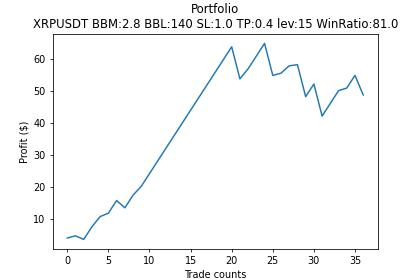 Portfolio
XRPUSDT BBM:2.8 BBL:140 SL:1.0 TP:0.4 lev:15 WinRatio:81.0
60
50
40
30
20
10
Profit ($)
0 5 10 15 20 25 30 35
Trade counts